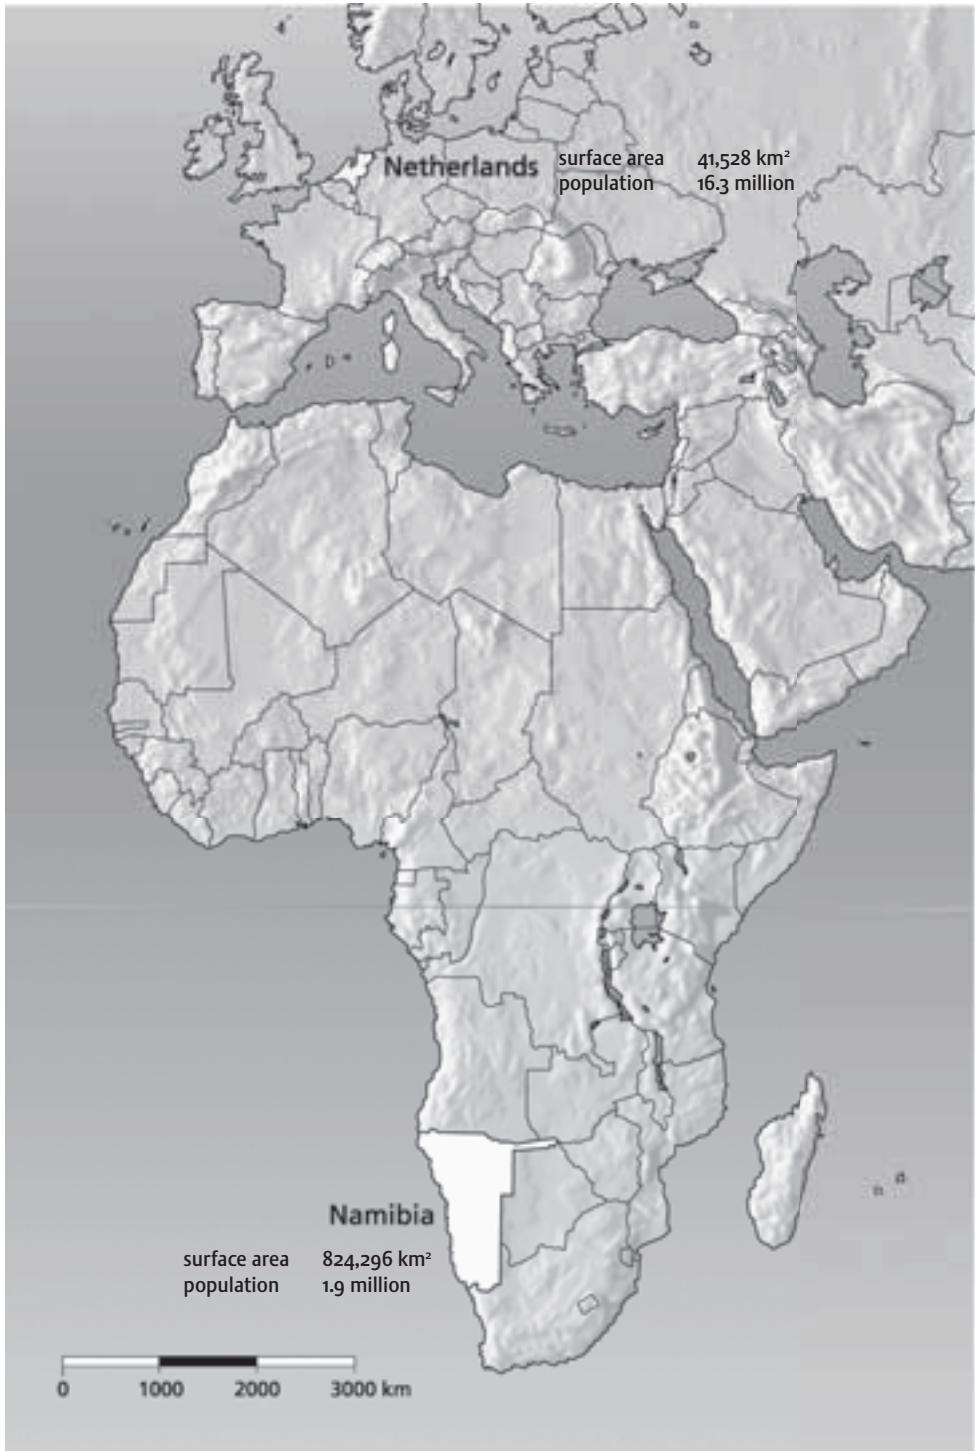 Netherlands
surface area 41,528 km²
population 16.3 million
Namibia
surface area 824,296 km²
population 1.9 million
0 1000 2000 3000 km